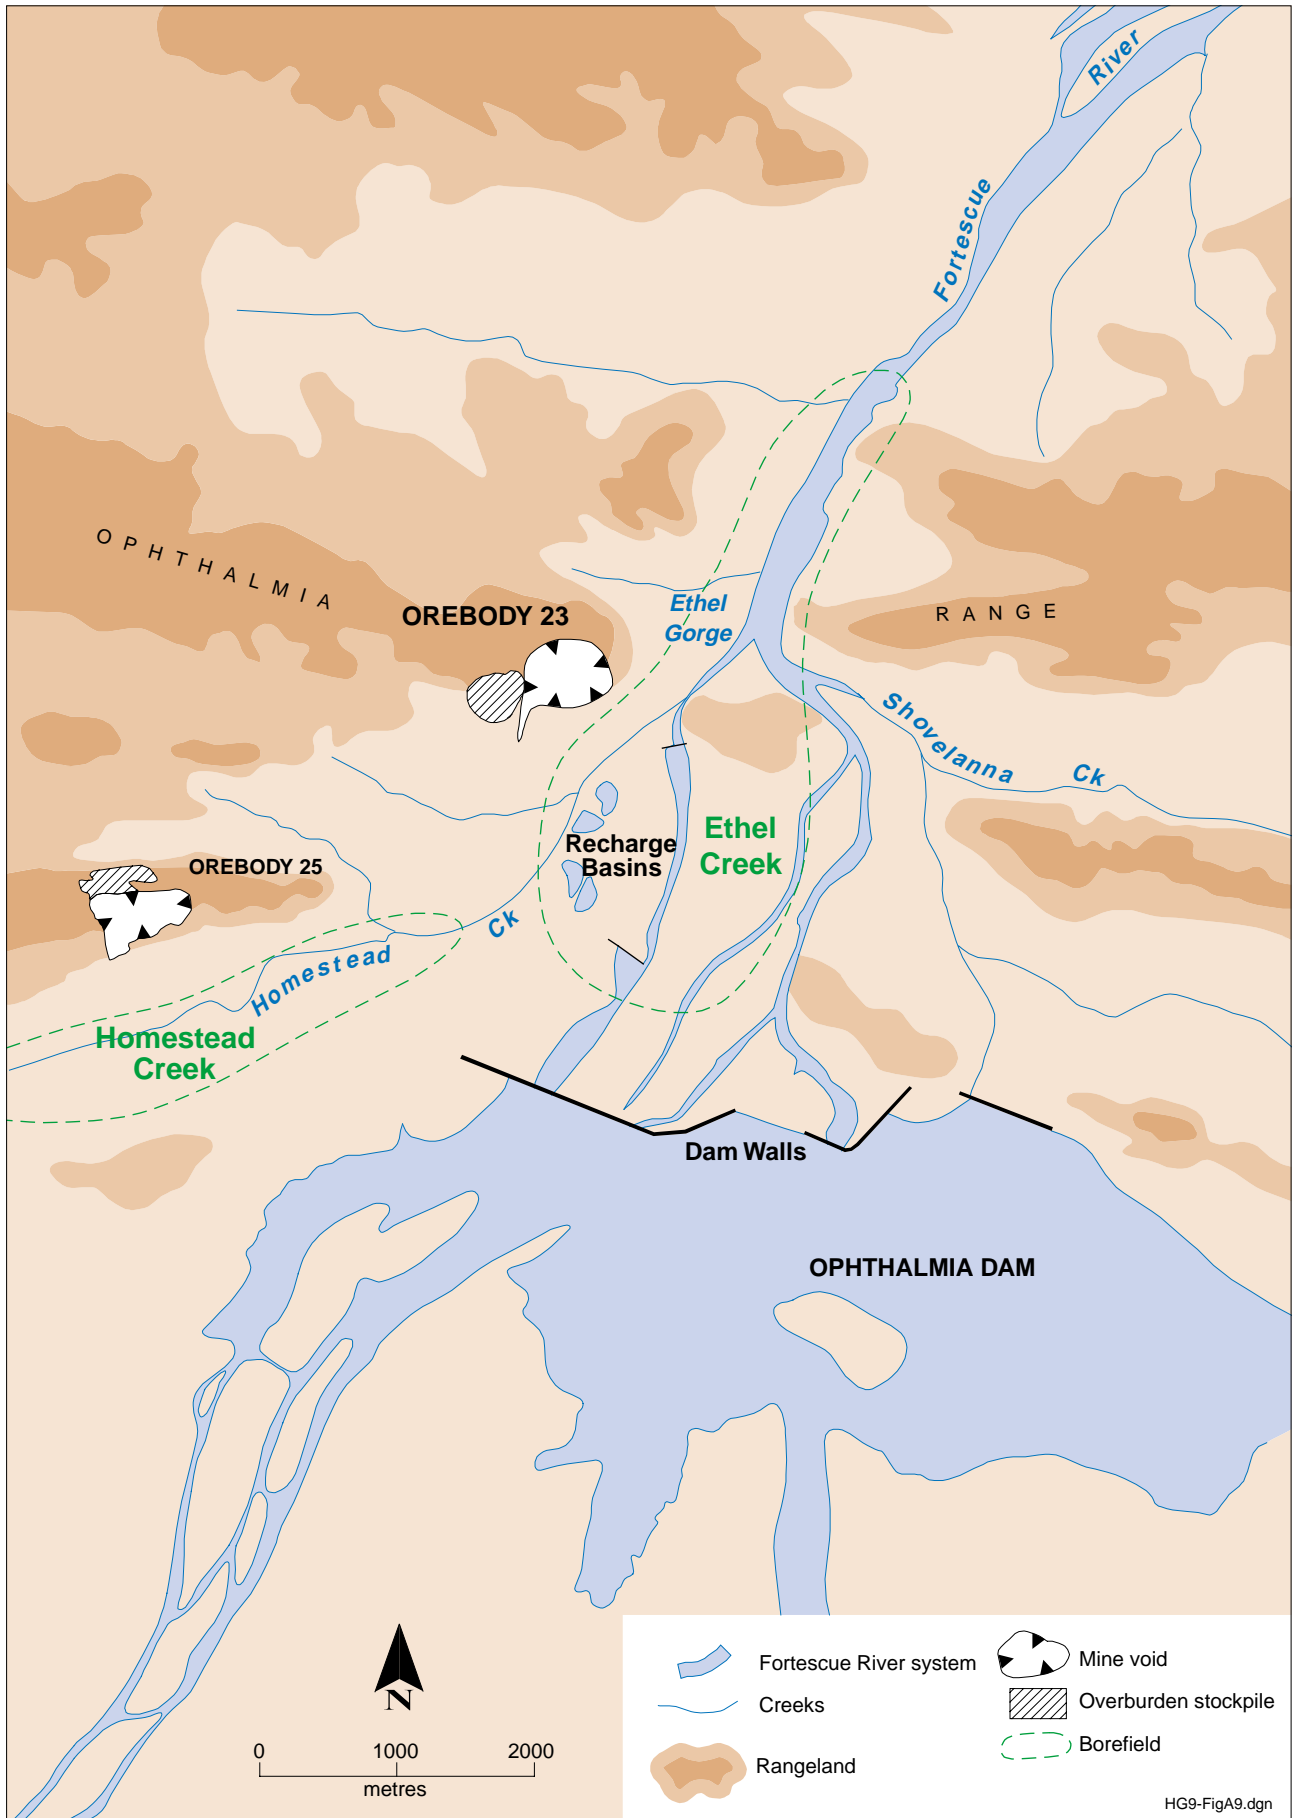 River
Fortescue
OPHTHALMIA
RANGE
OREBODY 23
Ethel
Gorge
Shovelanna Ck
Recharge
Basins
Ethel
Creek
OREBODY 25
Homestead Ck
Homestead
Creek
Dam Walls
OPHTHALMIA DAM
N
0 1000 2000
metres
Fortescue River system
Creeks
Rangeland
Mine void
Overburden stockpile
Borefield
HG9-FigA9.dgn